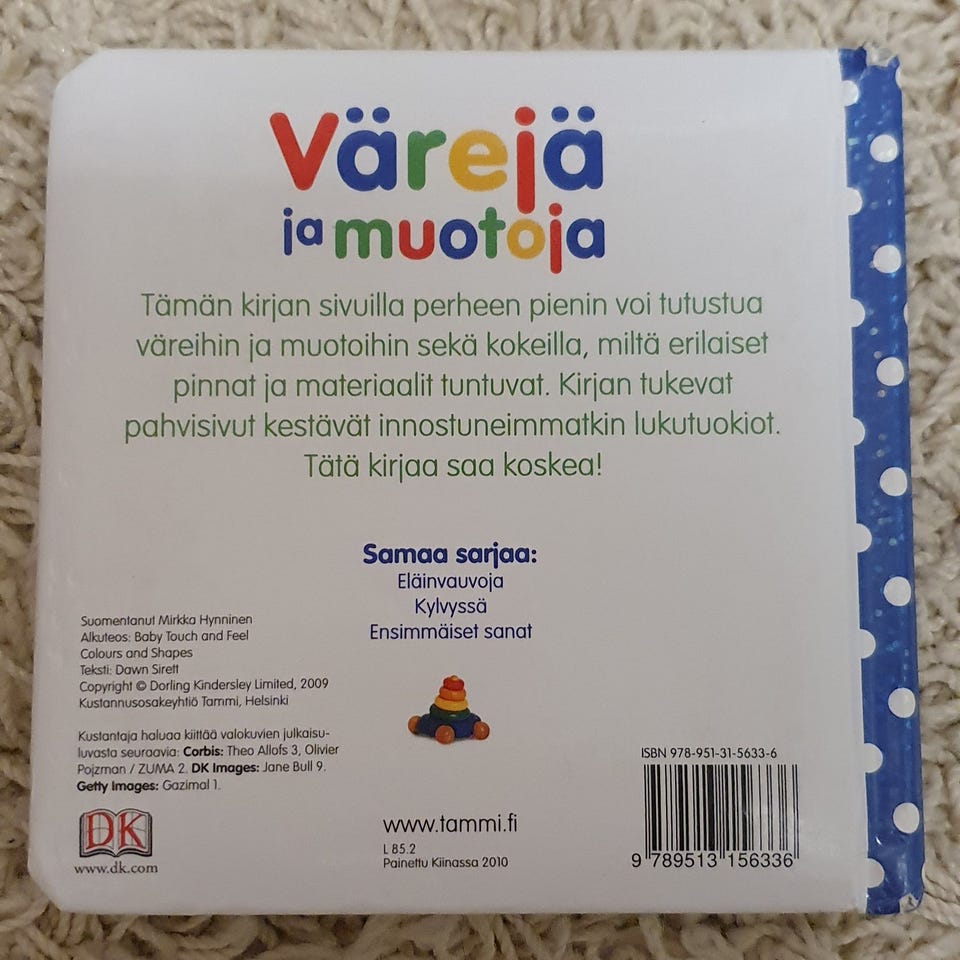 Värejä
ja muotoja
Tämän kirjan sivuilla perheen pienin voi tutustua
väreihin ja muotoihin sekä kokeilla, miltä erilaiset
pinnat ja materiaalit tuntuvat. Kirjan tukevat
pahvisivut kestävät innostuneimmatkin lukutuokiot.
Tätä kirjaa saa koskea!
Samaa sarjaa:
Eläinvauvoja
Kylvyssä
Ensimmäiset sanat
Suomentanut Mirkka Hynninen
Alkuteos: Baby Touch and Feel
Colours and Shapes
Teksti: Dawn Sirett
Copyright © Dorling Kindersley Limited, 2009
Kustannusosakeyhtiö Tammi, Helsinki
Kustantaja haluaa kiittää valokuvien julkaisu-
luvasta seuraavia: Corbis: Theo Allofs 3, Olivier
Pojzman / ZUMA 2. DK Images: Jane Bull 9.
Getty Images: Gazimal 1.
DK
www.dk.com
www.tammi.fi
L 85.2
Painettu Kiinassa 2010
ISBN 978-951-31-5633-6
9 789513 156336